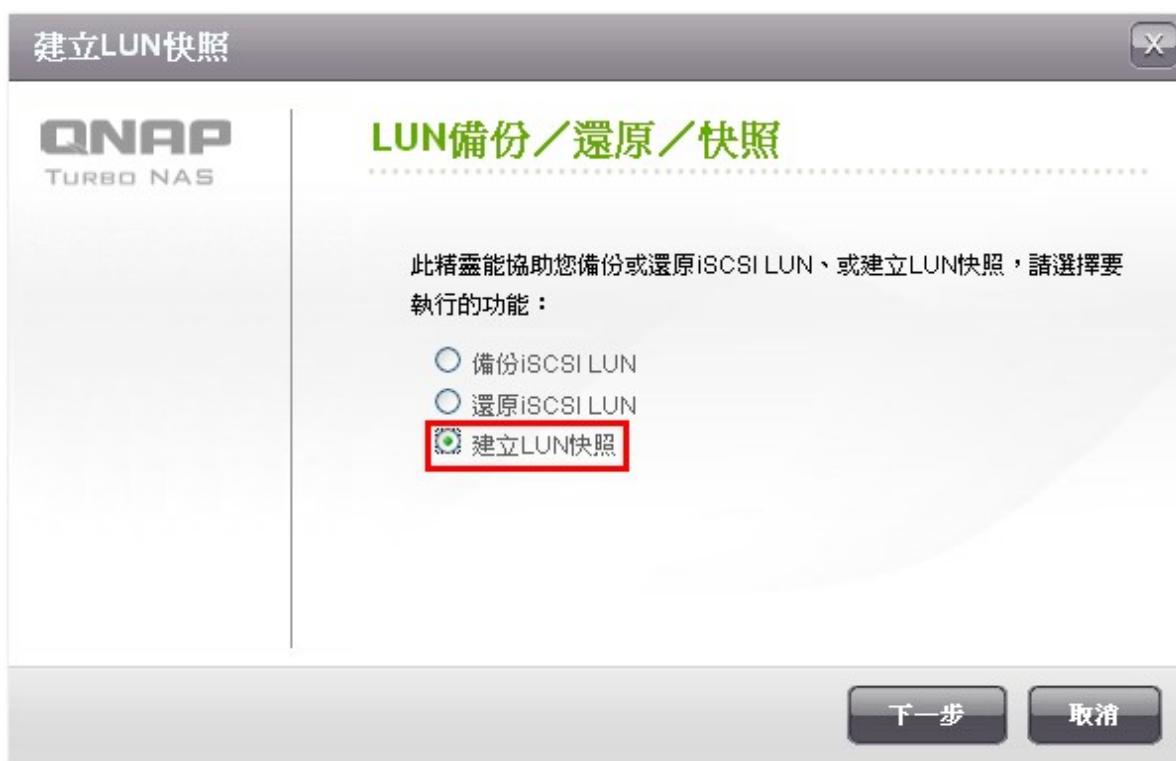 建立LUN快照
X
QNAP
TURBO NAS
LUN備份／還原／快照
此精靈能協助您備份或還原iSCSI LUN、或建立LUN快照，請選擇要
執行的功能：
備份iSCSI LUN
還原iSCSI LUN
建立LUN快照
下一步
取消